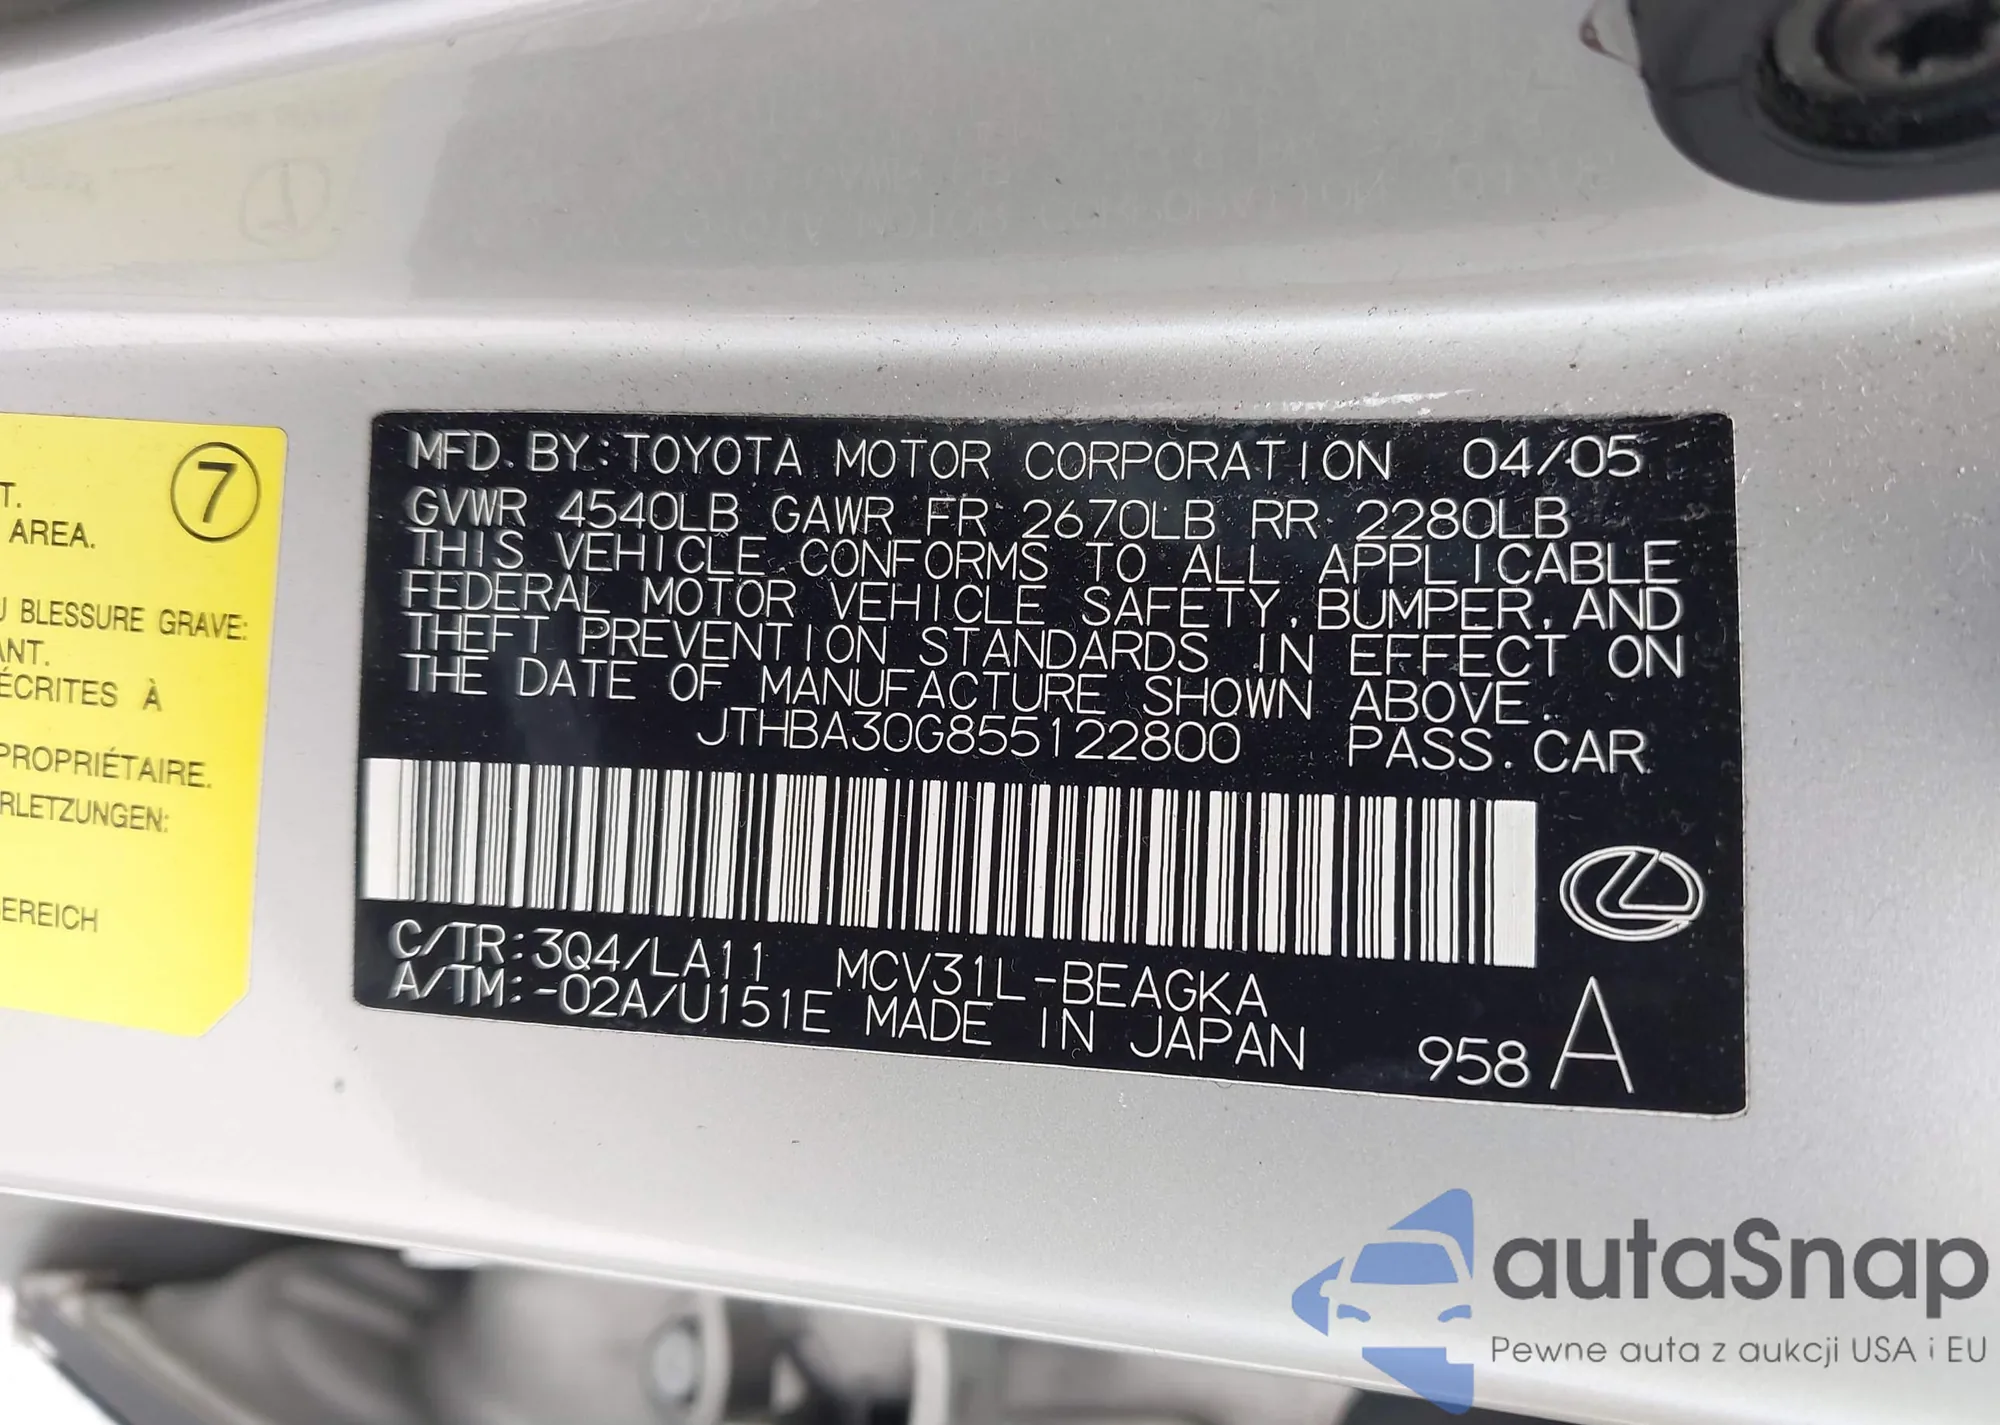 MFD. BY: TOYOTA MOTOR CORPORATION 04/05
GVWR 4540LB GAWR FR 2670LB RR 2280LB
THIS VEHICLE CONFORMS TO ALL APPLICABLE
FEDERAL MOTOR VEHICLE SAFETY, BUMPER, AND
THEFT PREVENTION STANDARDS IN EFFECT ON
THE DATE OF MANUFACTURE SHOWN ABOVE.
JTHBA30G855122800 PASS. CAR
C/TR: 3Q4/LA11 MCV31L-BEAGKA
A/TM: -02A/U151E MADE IN JAPAN
958 A
7
T.
AREA.
U BLESSURE GRAVE:
ANT.
ÉCRITES À
PROPRIÉTAIRE.
RLETZUNGEN:
BEREICH
autaSnap
Pewne auta z aukcji USA i EU